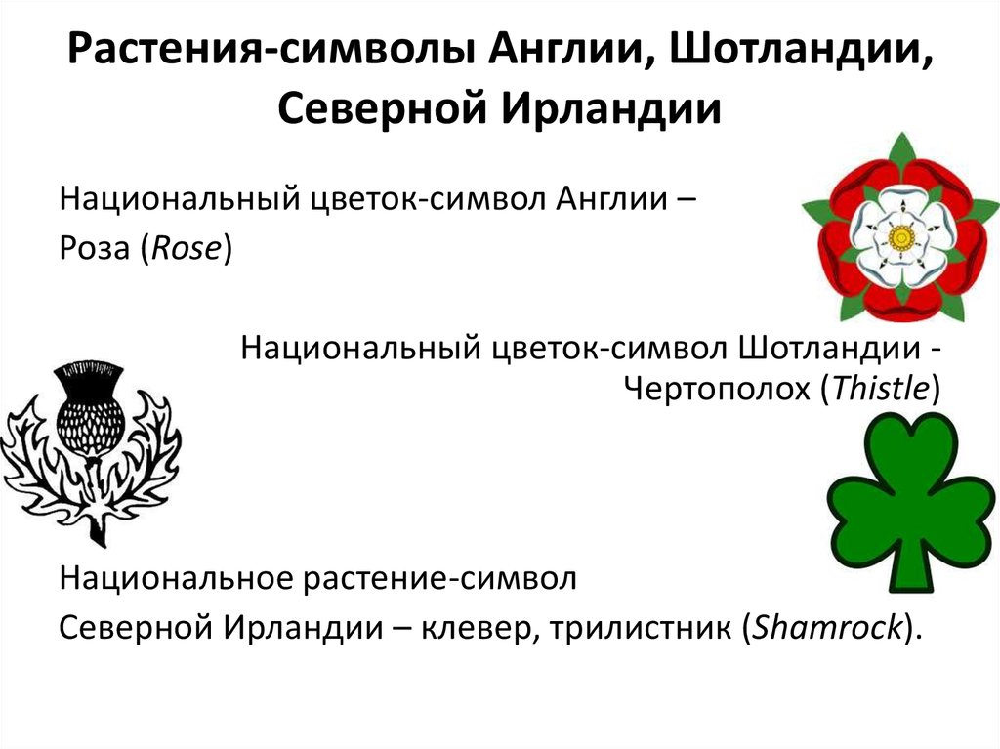 Растения-символы Англии, Шотландии,
Северной Ирландии
Национальный цветок-символ Англии –
Роза (Rose)
Национальный цветок-символ Шотландии -
Чертополох (Thistle)
Национальное растение-символ
Северной Ирландии – клевер, трилистник (Shamrock).